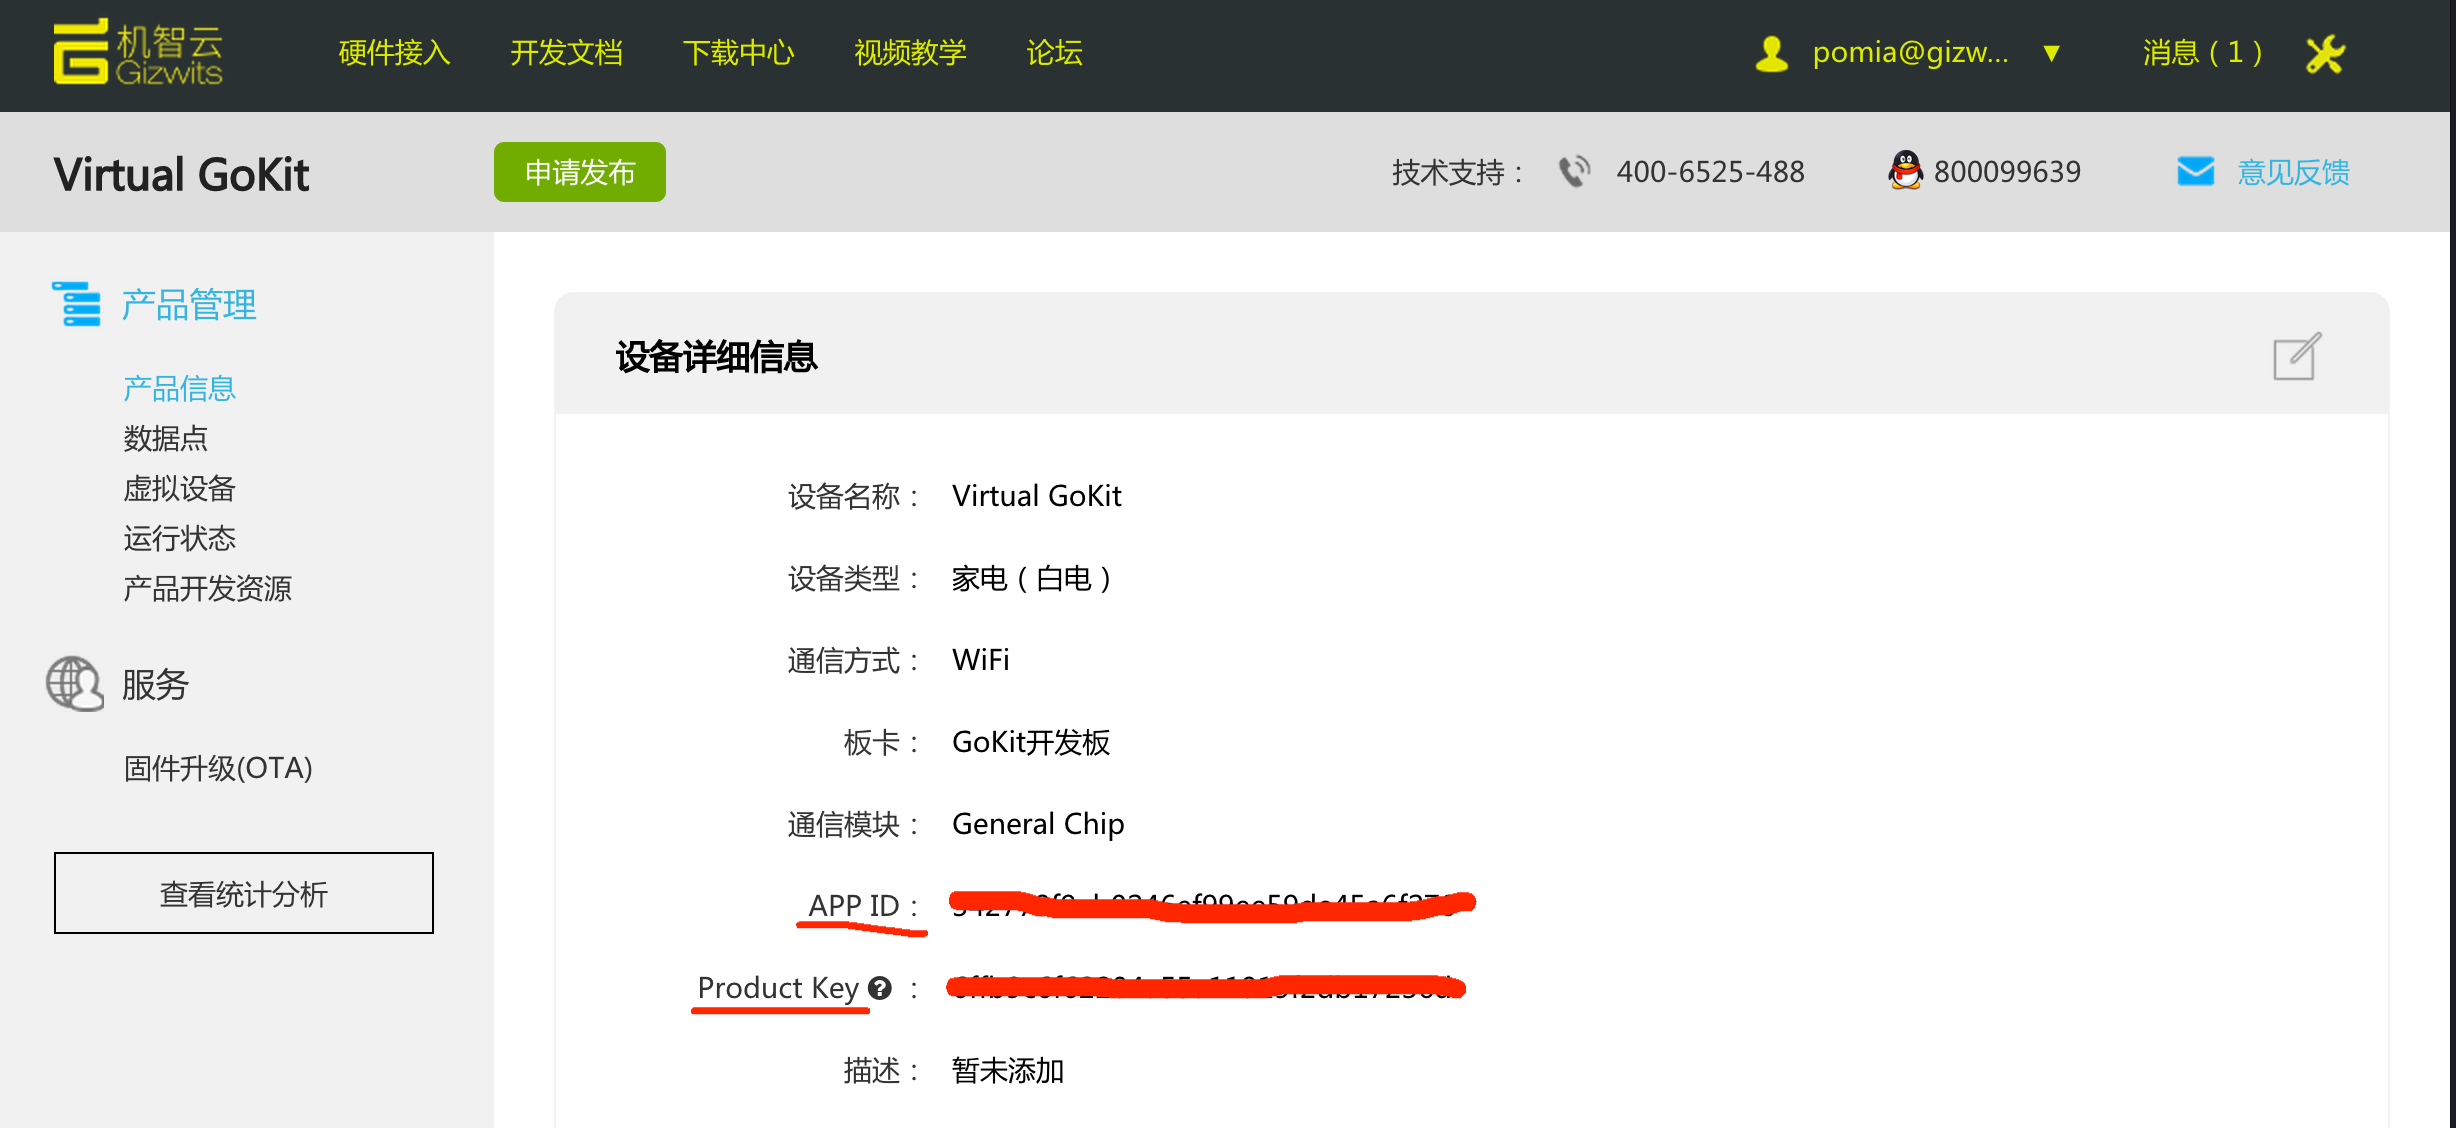 机智云
Gizwits
硬件接入 开发文档 下载中心 视频教学 论坛
pomia@gizw... ▼ 消息（1）
Virtual GoKit
申请发布
技术支持： 400-6525-488 800099639 意见反馈
产品管理
产品信息
数据点
虚拟设备
运行状态
产品开发资源
服务
固件升级(OTA)
查看统计分析
设备详细信息
设备名称： Virtual GoKit
设备类型： 家电（白电）
通信方式： WiFi
板卡： GoKit开发板
通信模块： General Chip
APP ID：
Product Key ?：
描述： 暂未添加